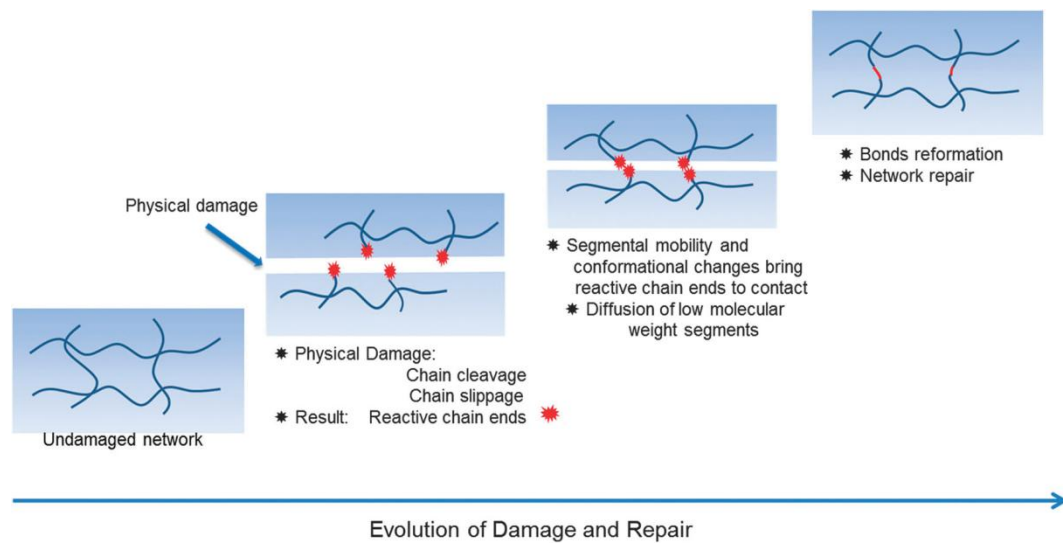 Physical damage
Undamaged network
✷ Physical Damage:
Chain cleavage
Chain slippage
✷ Result: Reactive chain ends
✷ Segmental mobility and
conformational changes bring
reactive chain ends to contact
✷ Diffusion of low molecular
weight segments
✷ Bonds reformation
✷ Network repair
Evolution of Damage and Repair